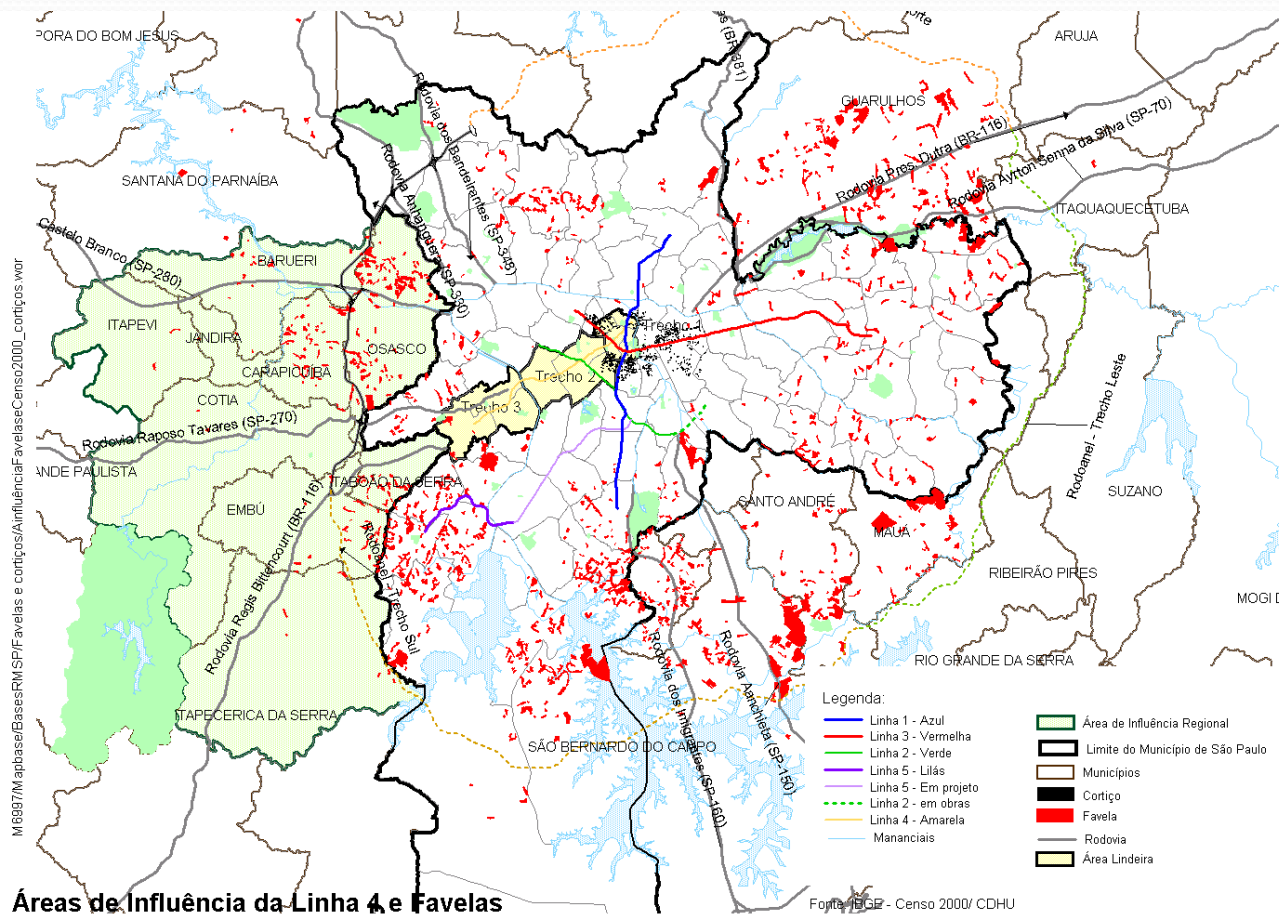 PORA DO BOM JESUS
ARUJA
GUARULHOS
Rodovia dos Bandeirantes (SP-348)
Rodovia Anhanguera (SP-330)
Rodovia Pres. Dutra (BR-116)
Rodovia Ayrton Senna da Silva (SP-70)
SANTANA DO PARNAÍBA
ITAQUAQUECETUBA
Castelo Branco (SP-280)
BARUERI
ITAPEVI
JANDIRA
OSASCO
CARAPICUIBA
COTIA
Trecho 1
Trecho 2
Trecho 3
Rodovia/Raposo Tavares (SP-270)
ANDE PAULISTA
TABOÃO DA SERRA
EMBÚ
Rodovia Regis Bittencourt (BR-116)
Rodoanel - Trecho Sul
Rodoanel - Trecho Leste
SANTO ANDRÉ
SUZANO
MAUÁ
RIBEIRÃO PIRES
MOGI D
RIO GRANDE DA SERRA
ITAPECERICA DA SERRA
SÃO BERNARDO DO CAMPO
Rodovia dos Imigrantes (SP-160)
Rodovia Aanchieta (SP-150)
Legenda:
Linha 1 - Azul
Linha 3 - Vermelha
Linha 2 - Verde
Linha 5 - Lilás
Linha 5 - Em projeto
Linha 2 - em obras
Linha 4 - Amarela
Mananciais
Área de Influência Regional
Limite do Município de São Paulo
Municípios
Cortiço
Favela
Rodovia
Área Lindeira
M6997/Mapbase/BasesRMSP/Favelas e cortiços/AinfluênciaFavelaseCenso2000_cortiços.wor
Áreas de Influência da Linha 4 e Favelas
Fonte: IBGE - Censo 2000/ CDHU